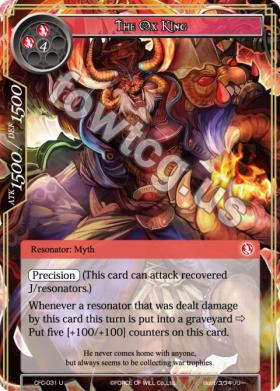 4
THE OX KING
ATK 1500 / DEF 1500
towtcg.us
Resonator: Myth
Precision (This card can attack recovered
J/resonators.)
Whenever a resonator that was dealt damage
by this card this turn is put into a graveyard ⇨
Put five [+100/+100] counters on this card.
He never comes home with anyone,
but always seems to be collecting war trophies.
CFC-031 U
©FORCE OF WILL Co.,Ltd.